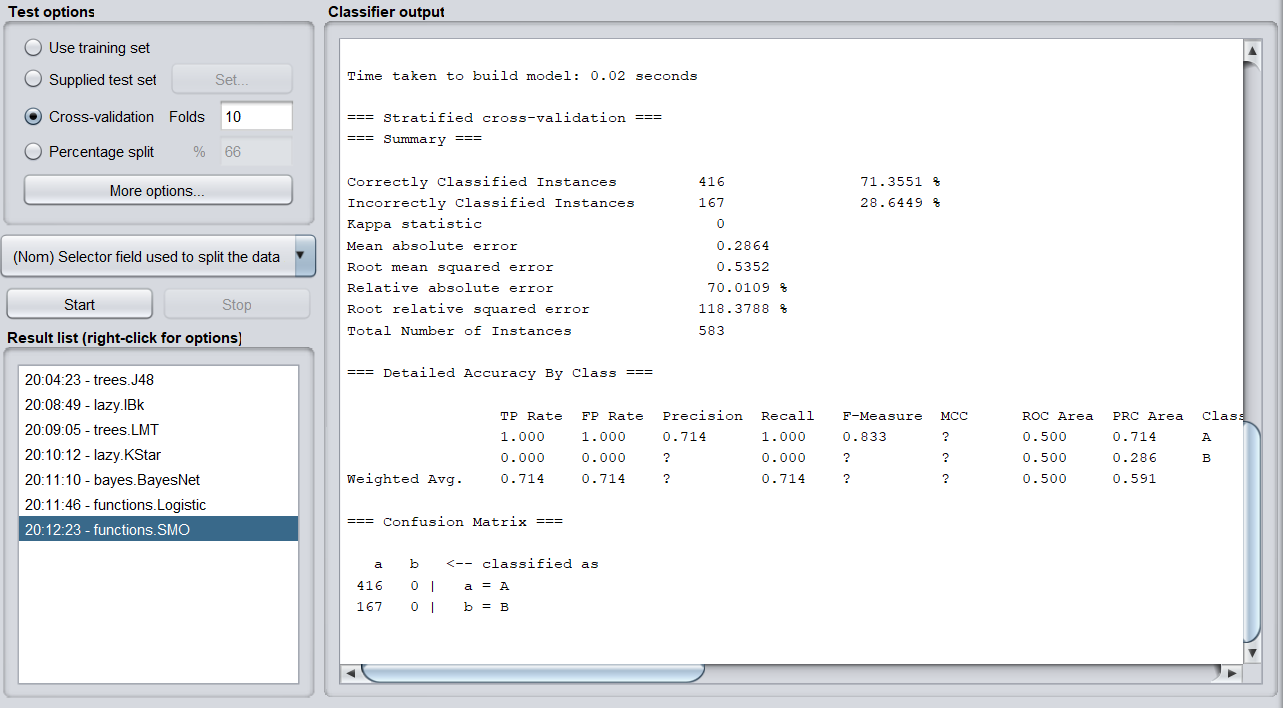 Test options
Use training set
Supplied test set Set...
Cross-validation Folds 10
Percentage split % 66
More options...
(Nom) Selector field used to split the data
Start Stop
Result list (right-click for options)
20:04:23 - trees.J48
20:08:49 - lazy.IBk
20:09:05 - trees.LMT
20:10:12 - lazy.KStar
20:11:10 - bayes.BayesNet
20:11:46 - functions.Logistic
20:12:23 - functions.SMO
Classifier output
Time taken to build model: 0.02 seconds
=== Stratified cross-validation ===
=== Summary ===
Correctly Classified Instances 416 71.3551 %
Incorrectly Classified Instances 167 28.6449 %
Kappa statistic 0
Mean absolute error 0.2864
Root mean squared error 0.5352
Relative absolute error 70.0109 %
Root relative squared error 118.3788 %
Total Number of Instances 583
=== Detailed Accuracy By Class ===
TP Rate FP Rate Precision Recall F-Measure MCC ROC Area PRC Area Class
1.000 1.000 0.714 1.000 0.833 ? 0.500 0.714 A
0.000 0.000 ? 0.000 ? ? 0.500 0.286 B
Weighted Avg. 0.714 0.714 ? 0.714 ? ? 0.500 0.591
=== Confusion Matrix ===
a b <-- classified as
416 0 | a = A
167 0 | b = B